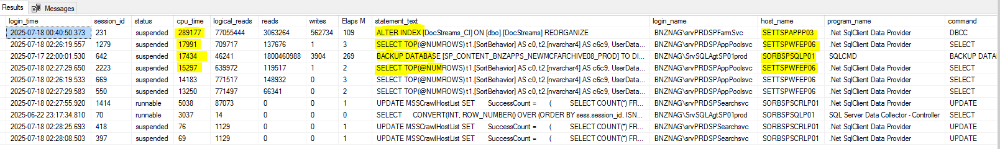 Results Messages
login_time session_id status cpu_time logical_reads reads writes Elaps M statement_text login_name host_name program_name command
2025-07-18 00:40:50.373 231 suspended 289177 77055444 3063264 562734 109 ALTER INDEX [DocStreams_CI] ON [dbo].[DocStreams] REORGANIZE BNZNAG\srvPRDSPFarmSvc SETTSPAPPP03 .Net SqlClient Data Provider DBCC
2025-07-18 02:26:19.557 1279 suspended 17991 709717 137676 1 3 SELECT TOP(@NUMROWS) t1.[SortBehavior] AS c0, t2.[nvarchar4] AS c6c9, UserData... BNZNAG\srvPRDSPAppPoolsvc SETTSPWFEP06 .Net SqlClient Data Provider SELECT
2025-07-17 22:00:01.530 642 suspended 17434 46241 1800460988 3904 269 BACKUP DATABASE [SP_CONTENT_BNZAPPS_NEWMCFARCHIVE08_PROD] TO DI... BNZNAG\SrvSQLAgtSP01prod SORBSPSQLP01 SQLCMD BACKUP DATA
2025-07-18 02:27:29.650 2223 suspended 15297 639972 119517 1 2 SELECT TOP(@NUMROWS) t1.[SortBehavior] AS c0, t2.[nvarchar4] AS c6c9, UserData... BNZNAG\srvPRDSPAppPoolsvc SETTSPWFEP06 .Net SqlClient Data Provider SELECT
2025-07-18 02:26:19.533 669 suspended 14183 771517 148932 0 3 SELECT TOP(@NUMROWS) t1.[SortBehavior] AS c0, t2.[nvarchar4] AS c6c9, UserData... BNZNAG\srvPRDSPAppPoolsvc SETTSPWFEP06 .Net SqlClient Data Provider SELECT
2025-07-18 02:27:29.583 550 suspended 13250 771497 66341 0 2 SELECT TOP(@NUMROWS) t1.[SortBehavior] AS c0, t2.[nvarchar4] AS c6c9, UserData... BNZNAG\srvPRDSPAppPoolsvc SETTSPWFEP06 .Net SqlClient Data Provider SELECT
2025-07-18 02:27:55.920 1414 runnable 5038 87073 0 0 1 UPDATE MSSCrawlHostList SET SuccessCount = ( SELECT COUNT(*) FR... BNZNAG\srvPRDSPSearchsvc SORBSPSCRLP01 .Net SqlClient Data Provider UPDATE
2025-06-22 23:17:34.810 70 runnable 3037 14 0 0 0 SELECT CONVERT(INT, ROW_NUMBER() OVER (ORDER BY sess.session_id, ISN... BNZNAG\SrvSQLAgtSP01prod SORBSPSQLP01 SQL Server Data Collector - Controller SELECT
2025-07-18 02:28:25.693 418 suspended 76 1129 0 0 1 UPDATE MSSCrawlHostList SET SuccessCount = ( SELECT COUNT(*) FR... BNZNAG\srvPRDSPSearchsvc SORBSPSCRLP01 .Net SqlClient Data Provider UPDATE
2025-07-18 02:28:08.503 397 suspended 69 1129 0 0 1 UPDATE MSSCrawlHostList SET SuccessCount = ( SELECT COUNT(*) FR... BNZNAG\srvPRDSPSearchsvc SORBSPSCRLP01 .Net SqlClient Data Provider UPDATE